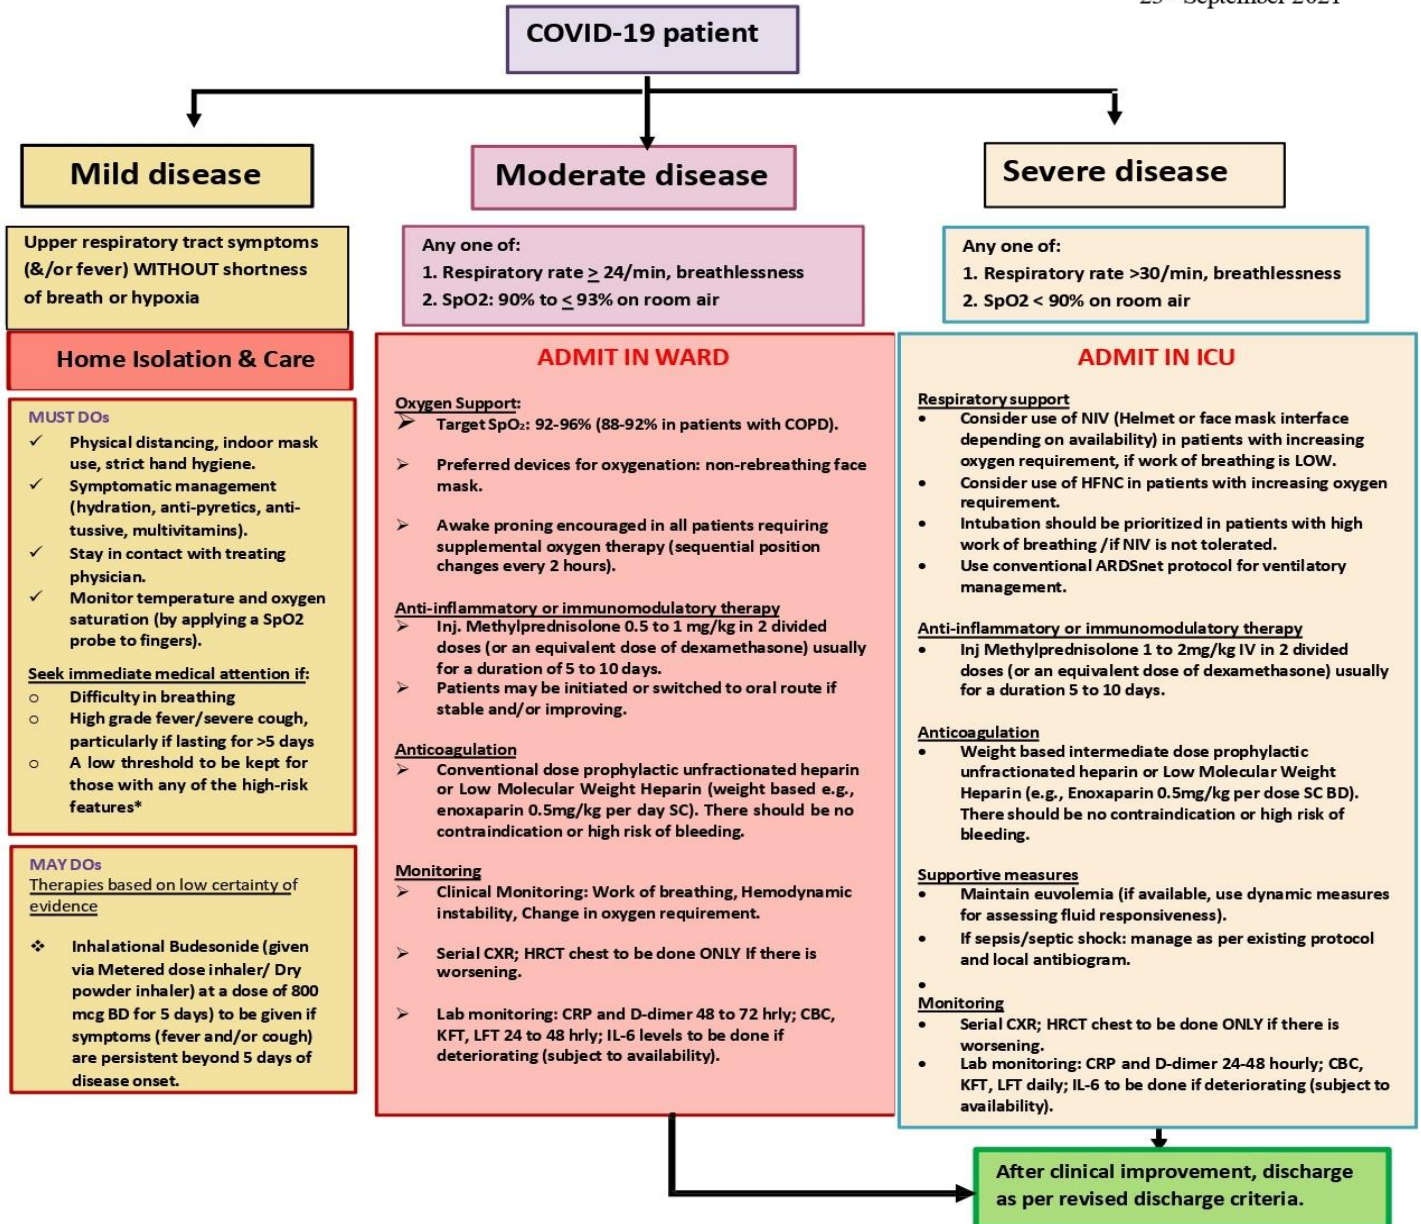 September 2021
COVID-19 patient
Mild disease
Upper respiratory tract symptoms
(&/or fever) WITHOUT shortness
of breath or hypoxia
Home Isolation & Care
MUST DOs
✓ Physical distancing, indoor mask
use, strict hand hygiene.
✓ Symptomatic management
(hydration, anti-pyretics, anti-
tussive, multivitamins).
✓ Stay in contact with treating
physician.
✓ Monitor temperature and oxygen
saturation (by applying a SpO2
probe to fingers).
Seek immediate medical attention if:
o Difficulty in breathing
o High grade fever/severe cough,
particularly if lasting for >5 days
o A low threshold to be kept for
those with any of the high-risk
features*
MAY DOs
Therapies based on low certainty of
evidence
❖ Inhalational Budesonide (given
via Metered dose inhaler/ Dry
powder inhaler) at a dose of 800
mcg BD for 5 days) to be given if
symptoms (fever and/or cough)
are persistent beyond 5 days of
disease onset.
Moderate disease
Any one of:
1. Respiratory rate ≥ 24/min, breathlessness
2. SpO2: 90% to ≤ 93% on room air
ADMIT IN WARD
Oxygen Support:
➢ Target SpO₂: 92-96% (88-92% in patients with COPD).
➢ Preferred devices for oxygenation: non-rebreathing face
mask.
➢ Awake proning encouraged in all patients requiring
supplemental oxygen therapy (sequential position
changes every 2 hours).
Anti-inflammatory or immunomodulatory therapy
➢ Inj. Methylprednisolone 0.5 to 1 mg/kg in 2 divided
doses (or an equivalent dose of dexamethasone) usually
for a duration of 5 to 10 days.
➢ Patients may be initiated or switched to oral route if
stable and/or improving.
Anticoagulation
➢ Conventional dose prophylactic unfractionated heparin
or Low Molecular Weight Heparin (weight based e.g.,
enoxaparin 0.5mg/kg per day SC). There should be no
contraindication or high risk of bleeding.
Monitoring
➢ Clinical Monitoring: Work of breathing, Hemodynamic
instability, Change in oxygen requirement.
➢ Serial CXR; HRCT chest to be done ONLY If there is
worsening.
➢ Lab monitoring: CRP and D-dimer 48 to 72 hrly; CBC,
KFT, LFT 24 to 48 hrly; IL-6 levels to be done if
deteriorating (subject to availability).
Severe disease
Any one of:
1. Respiratory rate >30/min, breathlessness
2. SpO2 < 90% on room air
ADMIT IN ICU
Respiratory support
• Consider use of NIV (Helmet or face mask interface
depending on availability) in patients with increasing
oxygen requirement, if work of breathing is LOW.
• Consider use of HFNC in patients with increasing oxygen
requirement.
• Intubation should be prioritized in patients with high
work of breathing /if NIV is not tolerated.
• Use conventional ARDSnet protocol for ventilatory
management.
Anti-inflammatory or immunomodulatory therapy
• Inj Methylprednisolone 1 to 2mg/kg IV in 2 divided
doses (or an equivalent dose of dexamethasone) usually
for a duration 5 to 10 days.
Anticoagulation
• Weight based intermediate dose prophylactic
unfractionated heparin or Low Molecular Weight
Heparin (e.g., Enoxaparin 0.5mg/kg per dose SC BD).
There should be no contraindication or high risk of
bleeding.
Supportive measures
• Maintain euvolemia (if available, use dynamic measures
for assessing fluid responsiveness).
• If sepsis/septic shock: manage as per existing protocol
and local antibiogram.
•
Monitoring
• Serial CXR; HRCT chest to be done ONLY if there is
worsening.
• Lab monitoring: CRP and D-dimer 24-48 hourly; CBC,
KFT, LFT daily; IL-6 to be done if deteriorating (subject to
availability).
After clinical improvement, discharge
as per revised discharge criteria.